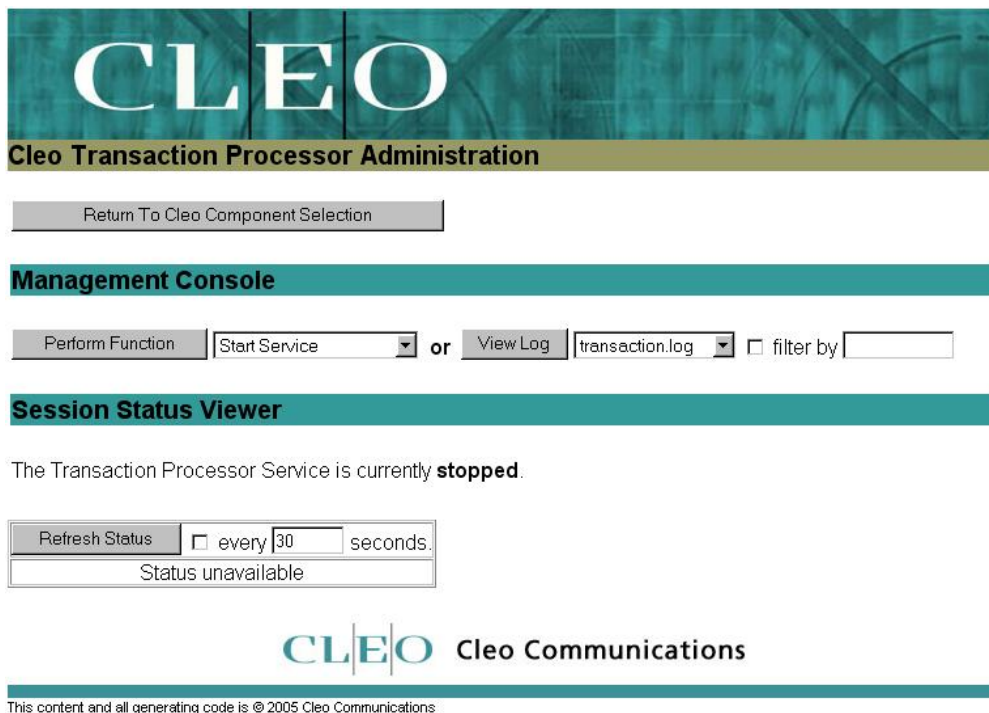 CLEO
Cleo Transaction Processor Administration
Return To Cleo Component Selection
Management Console
Perform Function Start Service or View Log transaction.log filter by
Session Status Viewer
The Transaction Processor Service is currently stopped.
Refresh Status every 30 seconds.
Status unavailable
CLEO Cleo Communications
This content and all generating code is © 2005 Cleo Communications